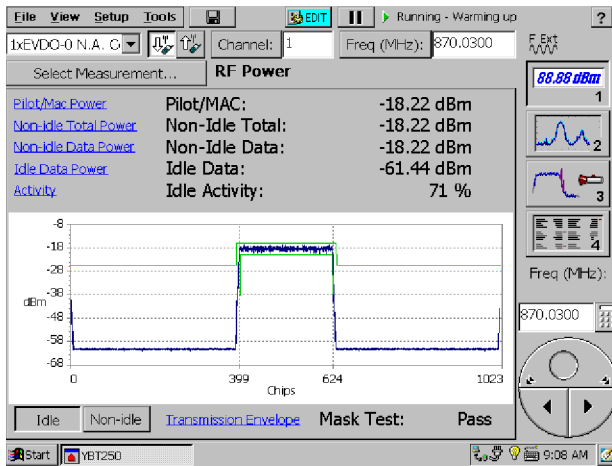 File View Setup Tools EDIT Running - Warming up ?
1xEVDO-0 N.A. C Channel: 1 Freq (MHz): 870.0300 F Ext
Select Measurement... RF Power
88.88 dBm
1
Pilot/Mac Power Pilot/MAC: -18.22 dBm
Non-idle Total Power Non-Idle Total: -18.22 dBm
Non-idle Data Power Non-Idle Data: -18.22 dBm
2
Idle Data Power Idle Data: -61.44 dBm
Activity Idle Activity: 71 %
3
-8
-18
4
-28
Freq (MHz):
-38
dBm
-48
870.0300
-58
-68
0 399 624 1023
Chips
Idle Non-idle Transmission Envelope Mask Test: Pass
Start YBT250 9:08 AM